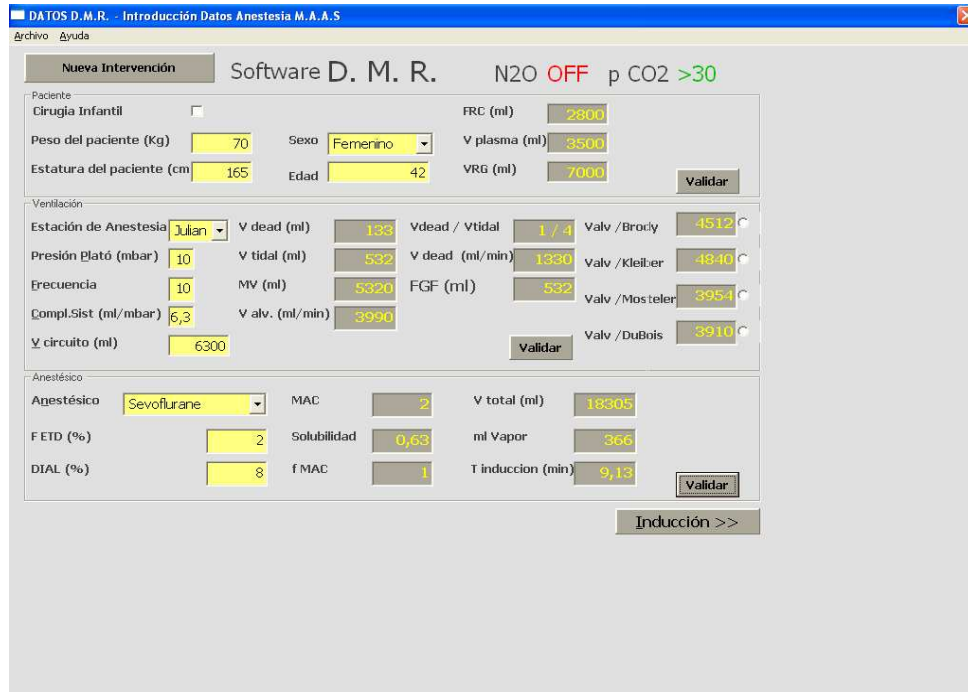 DATOS D.M.R. - Introducción Datos Anestesia M.A.A.S
Archivo Ayuda
Nueva Intervención Software D. M. R. N2O OFF p CO2 >30
Paciente
Cirugia Infantil FRC (ml) 2800
Peso del paciente (Kg) 70 Sexo Femenino V plasma (ml) 3500
Estatura del paciente (cm 165 Edad 42 VRG (ml) 7000 Validar
Ventilación
Estación de Anestesia Julian V dead (ml) 133 Vdead / Vtidal 1 / 4 Valv /Brody 4512
Presión Plató (mbar) 10 V tidal (ml) 532 V dead (ml/min) 1330 Valv /Kleiber 4840
Frecuencia 10 MV (ml) 5320 FGF (ml) 532 Valv /Mosteler 3954
Compl.Sist (ml/mbar) 6,3 V alv. (ml/min) 3990 Valv /DuBois 3910
V circuito (ml) 6300 Validar
Anestésico
Anestésico Sevoflurane MAC 2 V total (ml) 18305
F ETD (%) 2 Solubilidad 0,63 ml Vapor 366
DIAL (%) 8 f MAC 1 T induccion (min) 9,13 Validar
Inducción >>